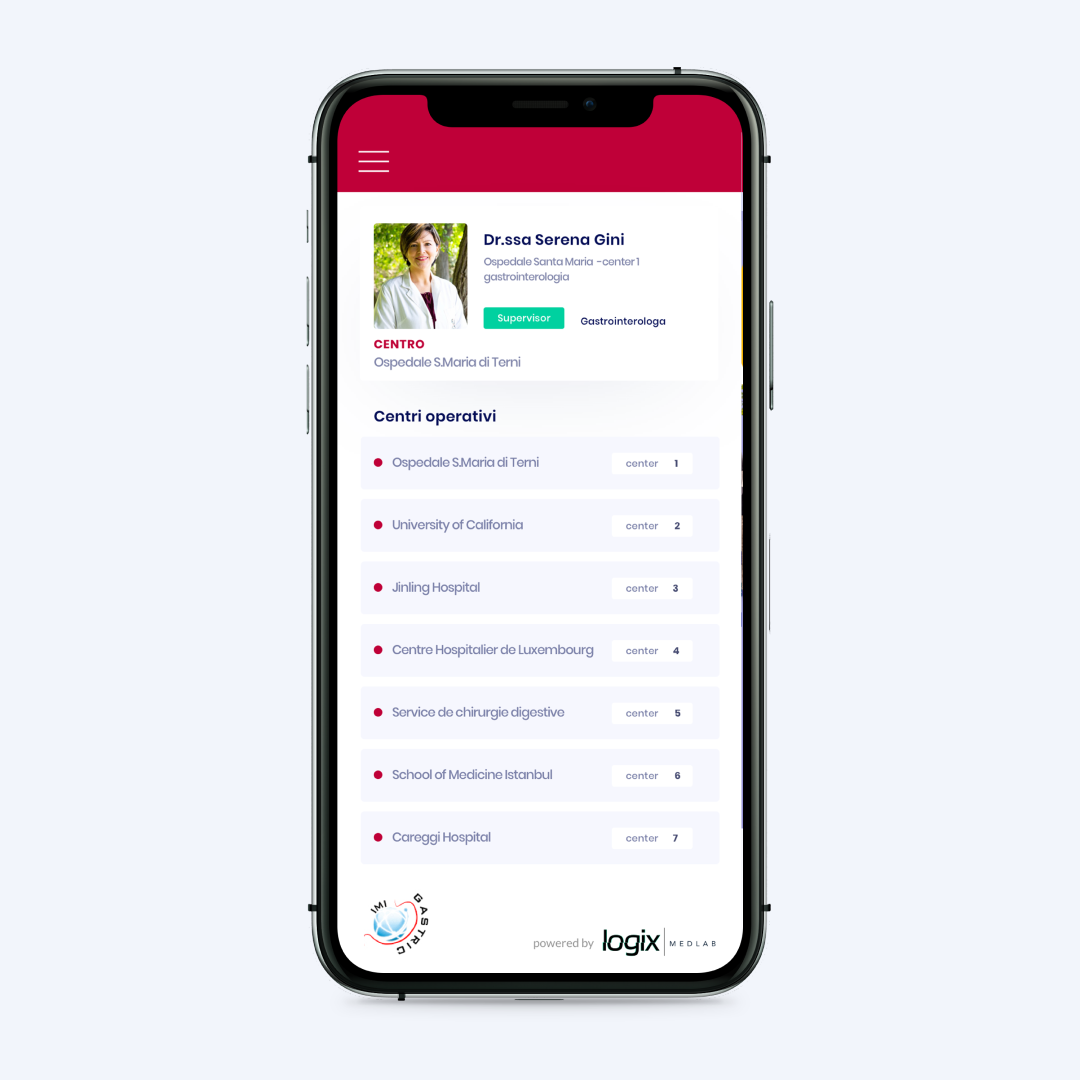 Dr.ssa Serena Gini
Ospedale Santa Maria -center 1
gastrointerologia
Supervisor
Gastrointerologa
CENTRO
Ospedale S.Maria di Terni
Centri operativi
Ospedale S.Maria di Terni center 1
University of California center 2
Jinling Hospital center 3
Centre Hospitalier de Luxembourg center 4
Service de chirurgie digestive center 5
School of Medicine Istanbul center 6
Careggi Hospital center 7
IMI GASTRIC
powered by logix MEDLAB